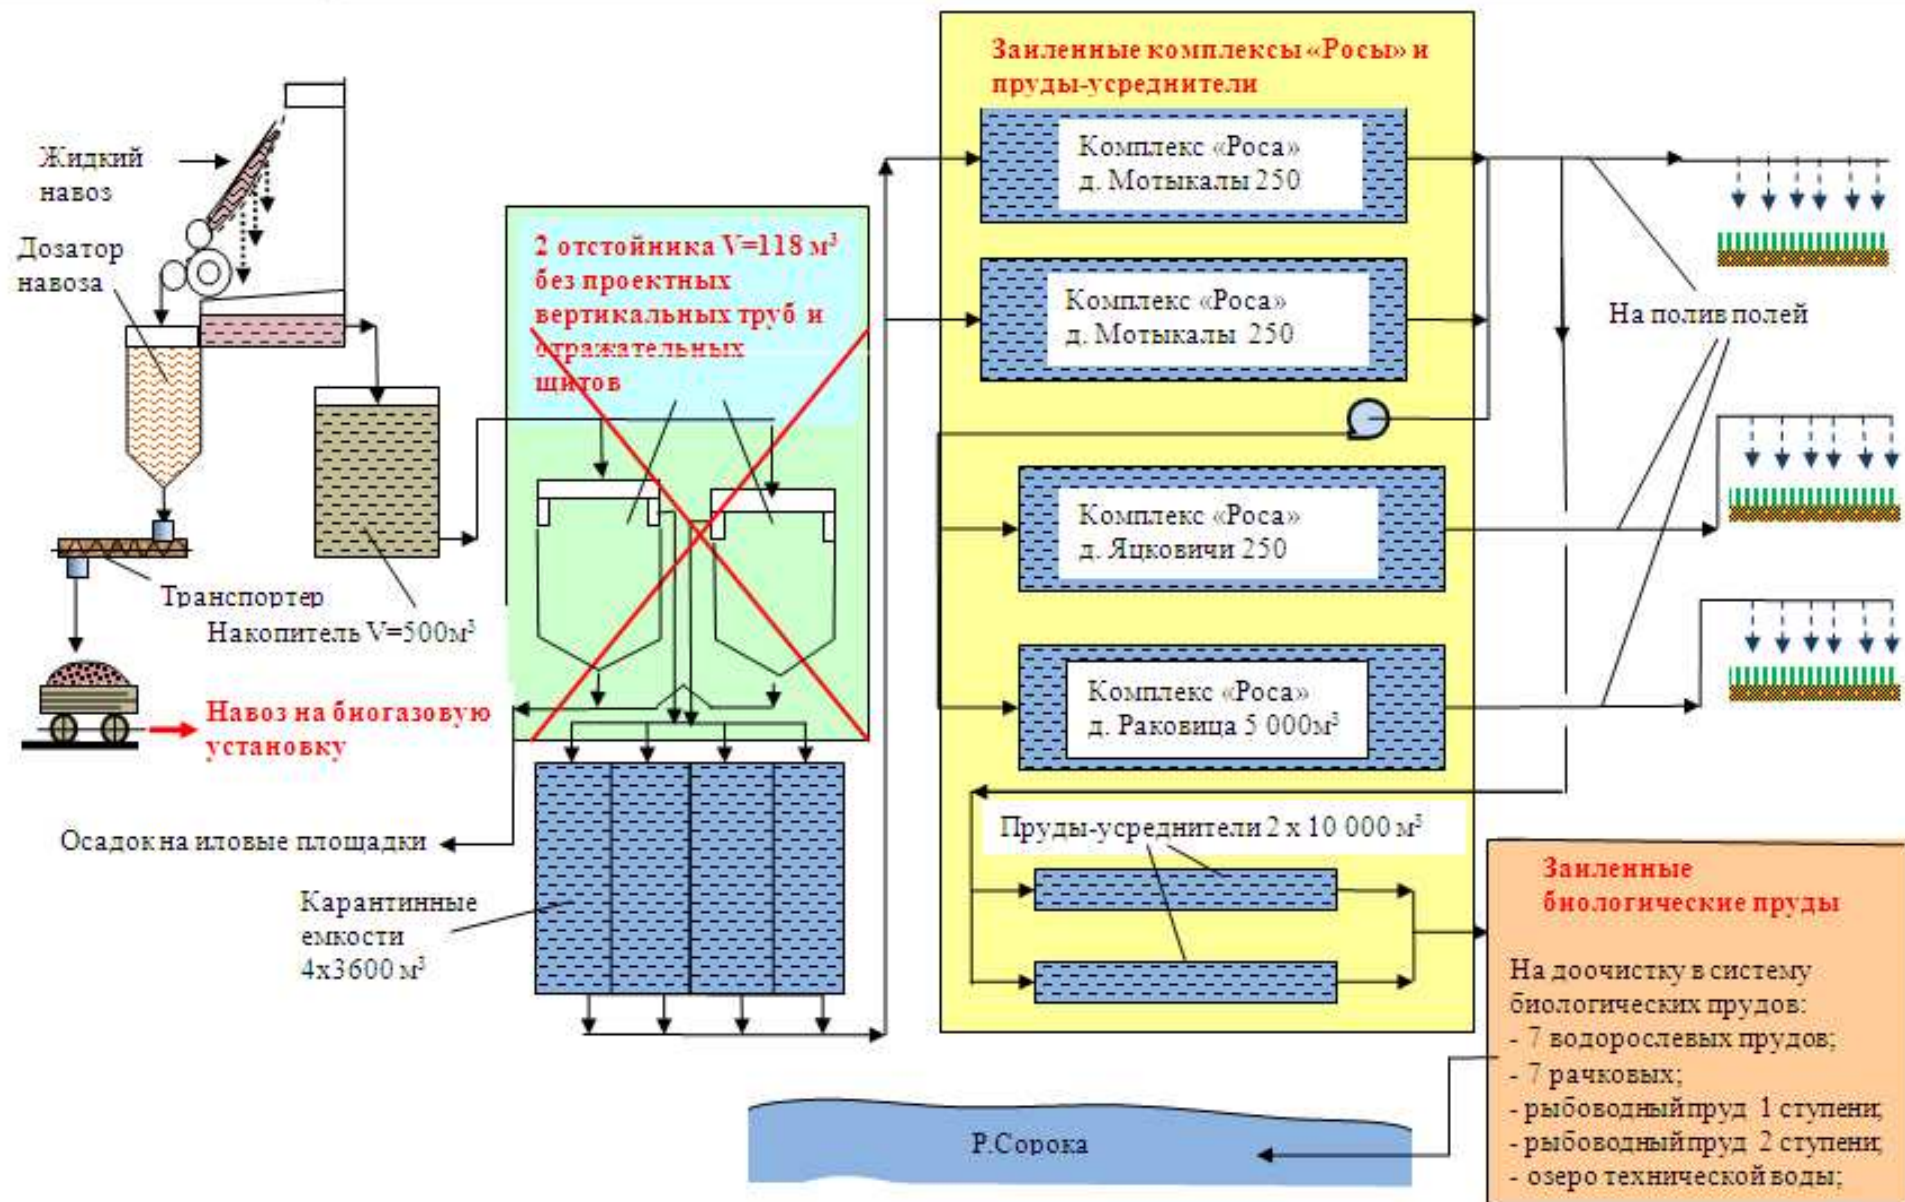 Жидкий
навоз
Дозатор
навоза
Транспортер
Накопитель V=500м³
Навоз на биогазовую
установку
2 отстойника V=118 м³
без проектных
вертикальных труб и
отражательных
щитов
Осадок на иловые площадки
Карантинные
емкости
4х3600 м³
Заиленные комплексы «Росы» и
пруды-усреднители
Комплекс «Роса»
д. Мотыкалы 250
Комплекс «Роса»
д. Мотыкалы 250
Комплекс «Роса»
д. Яцковичи 250
Комплекс «Роса»
д. Раковица 5 000м³
Пруды-усреднители 2 х 10 000 м³
На полив полей
Заиленные
биологические пруды
На доочистку в систему
биологических прудов:
- 7 водорослевых прудов;
- 7 рачковых;
- рыбоводный пруд 1 ступени;
- рыбоводный пруд 2 ступени;
- озеро технической воды;
Р.Сорока